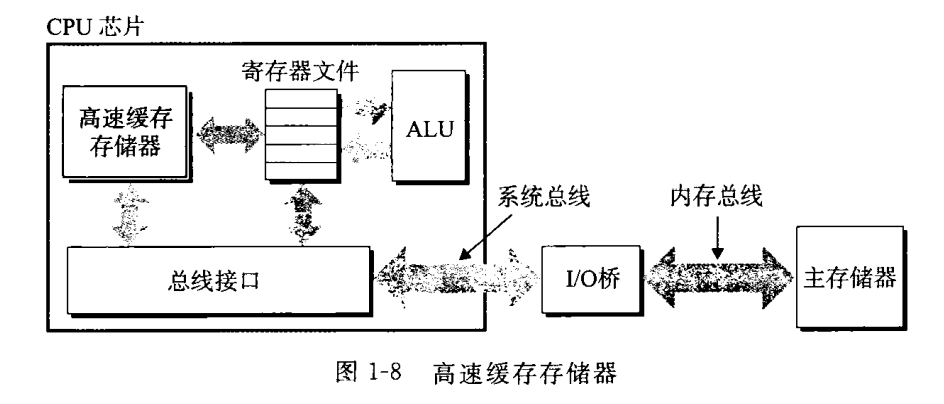 CPU 芯片
寄存器文件
高速缓存
存储器
ALU
系统总线
内存总线
总线接口
I/O桥
主存储器
图 1-8 高速缓存存储器